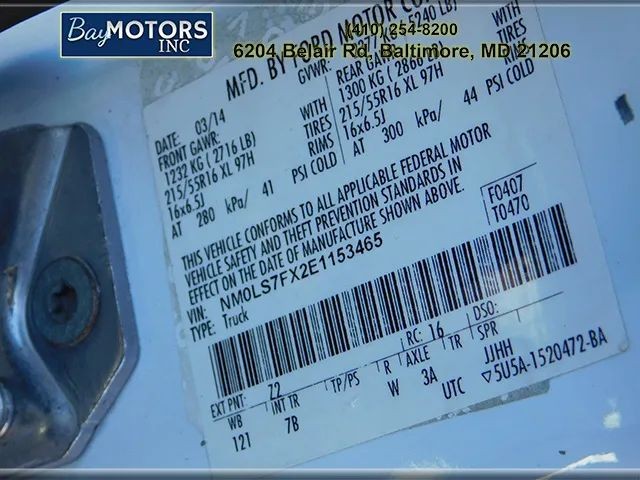 BayMOTORS
INC
(410) 254-8200
6204 Belair Rd, Baltimore, MD 21206
MFD. BY FORD MOTOR CO
DATE: 03/14
GVWR: 5240 LB)
FRONT GAWR:
1232 KG ( 2716 LB) WITH
215/55R16 XL 97H TIRES
16x6.5J RIMS
AT 280 kPa/ 41 PSI COLD
REAR
1300 KG ( 2866 LB) WITH
215/55R16 XL 97H TIRES
16x6.5J RIMS
AT 300 kPa/ 44 PSI COLD
THIS VEHICLE CONFORMS TO ALL APPLICABLE FEDERAL MOTOR
VEHICLE SAFETY AND THEFT PREVENTION STANDARDS IN
EFFECT ON THE DATE OF MANUFACTURE SHOWN ABOVE.
VIN: NM0LS7FX2E1153465
TYPE: Truck
F0407
T0470
EXT PNT: Z2 RC: 16 DSO:
WB INT TR TP/PS R AXLE TR SPR
121 7B W 3A JJHH
UTC ▽5U5A-1520472-BA